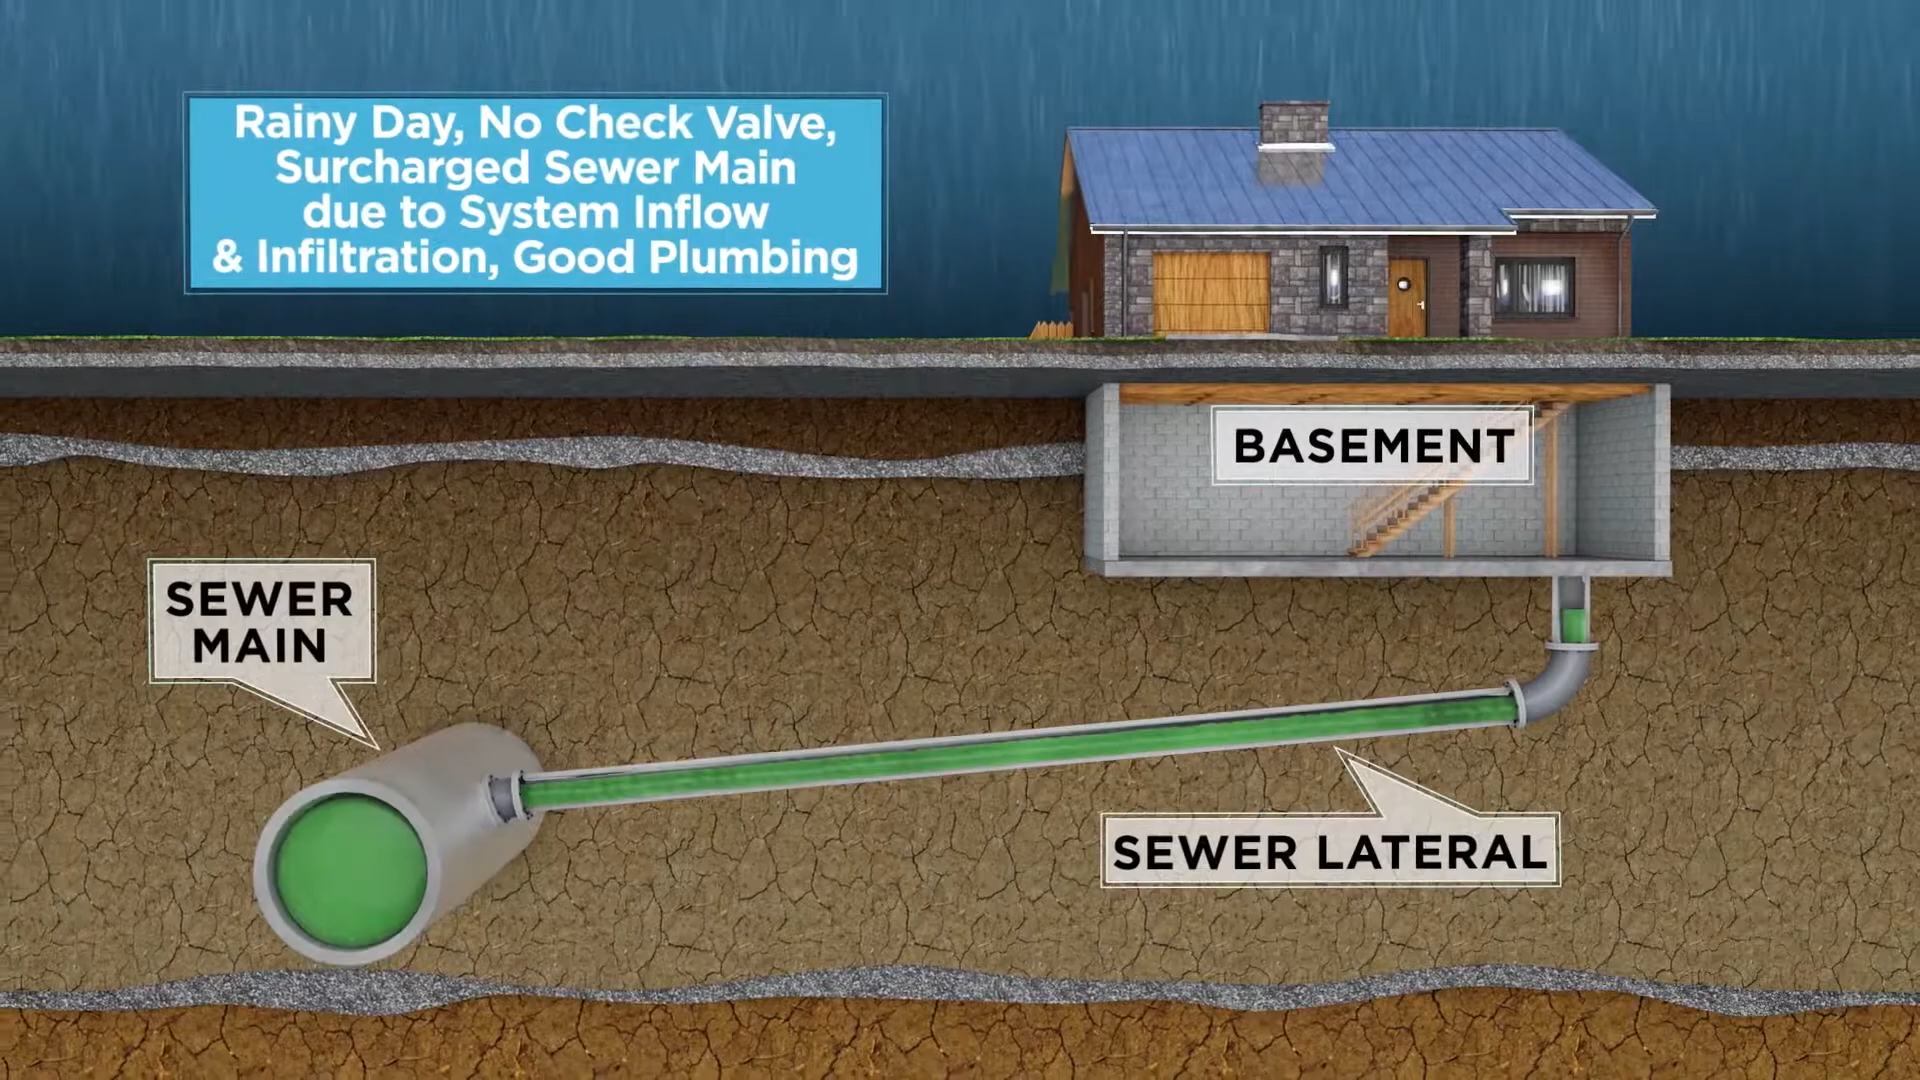 Rainy Day, No Check Valve,
Surcharged Sewer Main
due to System Inflow
& Infiltration, Good Plumbing
BASEMENT
SEWER
MAIN
SEWER LATERAL